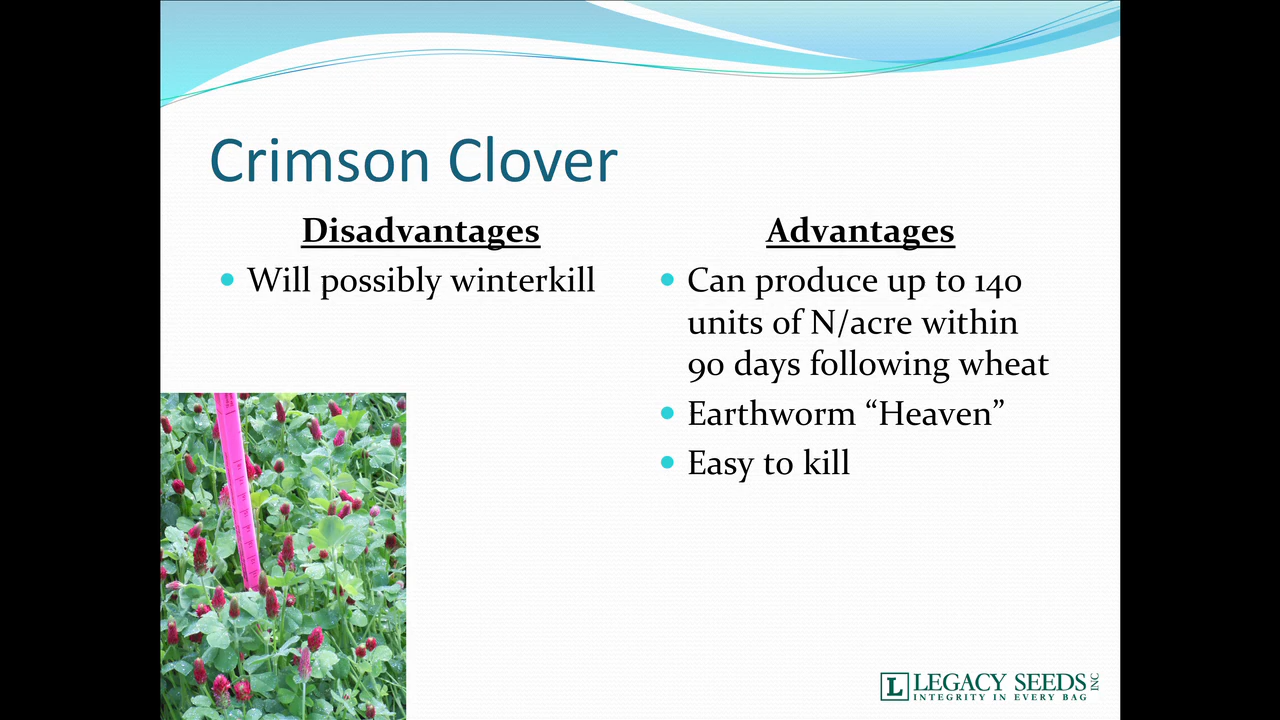 Crimson Clover
Disadvantages
Will possibly winterkill
Advantages
Can produce up to 140
units of N/acre within
90 days following wheat
Earthworm “Heaven”
Easy to kill
L LEGACY SEEDS INC
INTEGRITY IN EVERY BAG